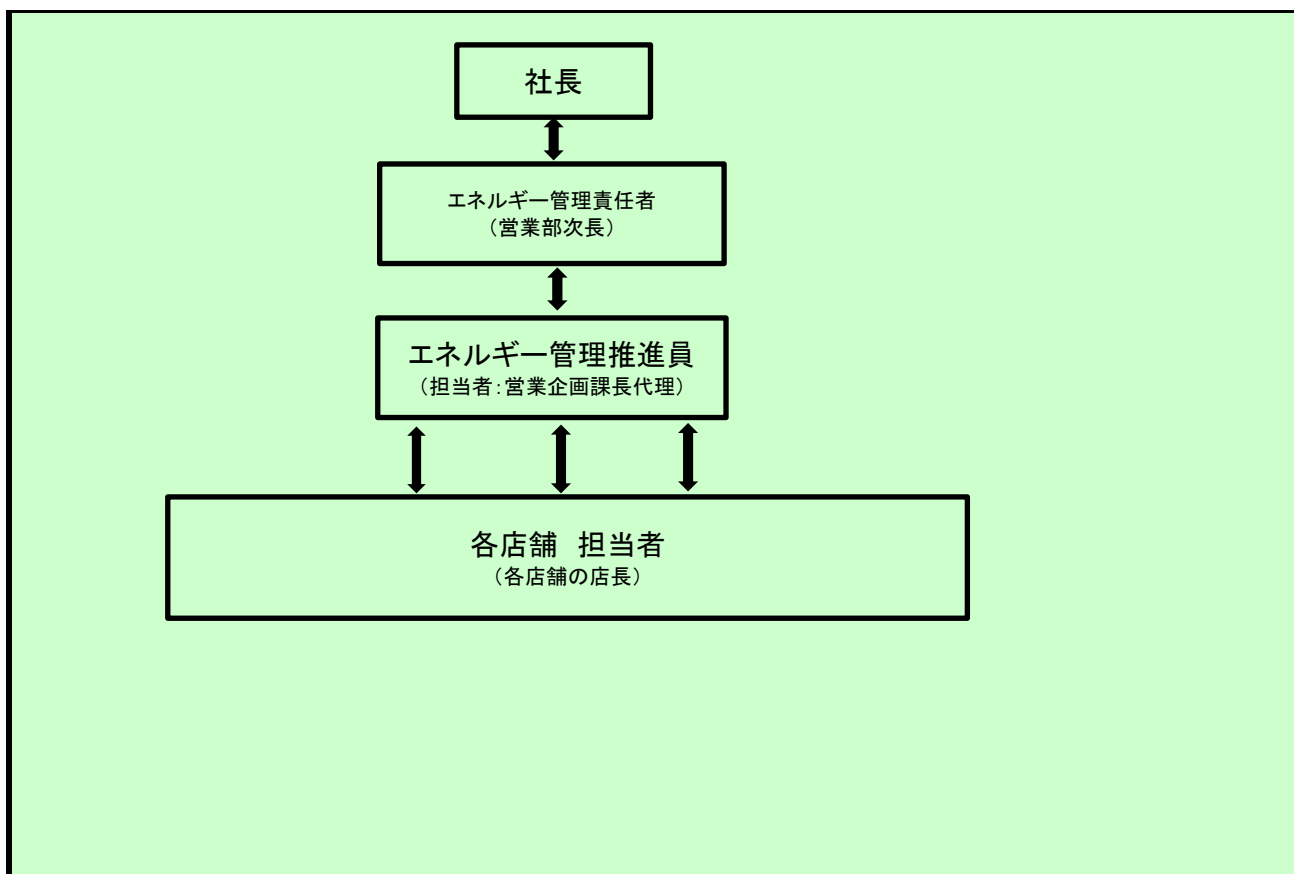 社長
エネルギー管理責任者
（営業部次長）
エネルギー管理推進員
（担当者：営業企画課長代理）
各店舗　担当者
（各店舗の店長）